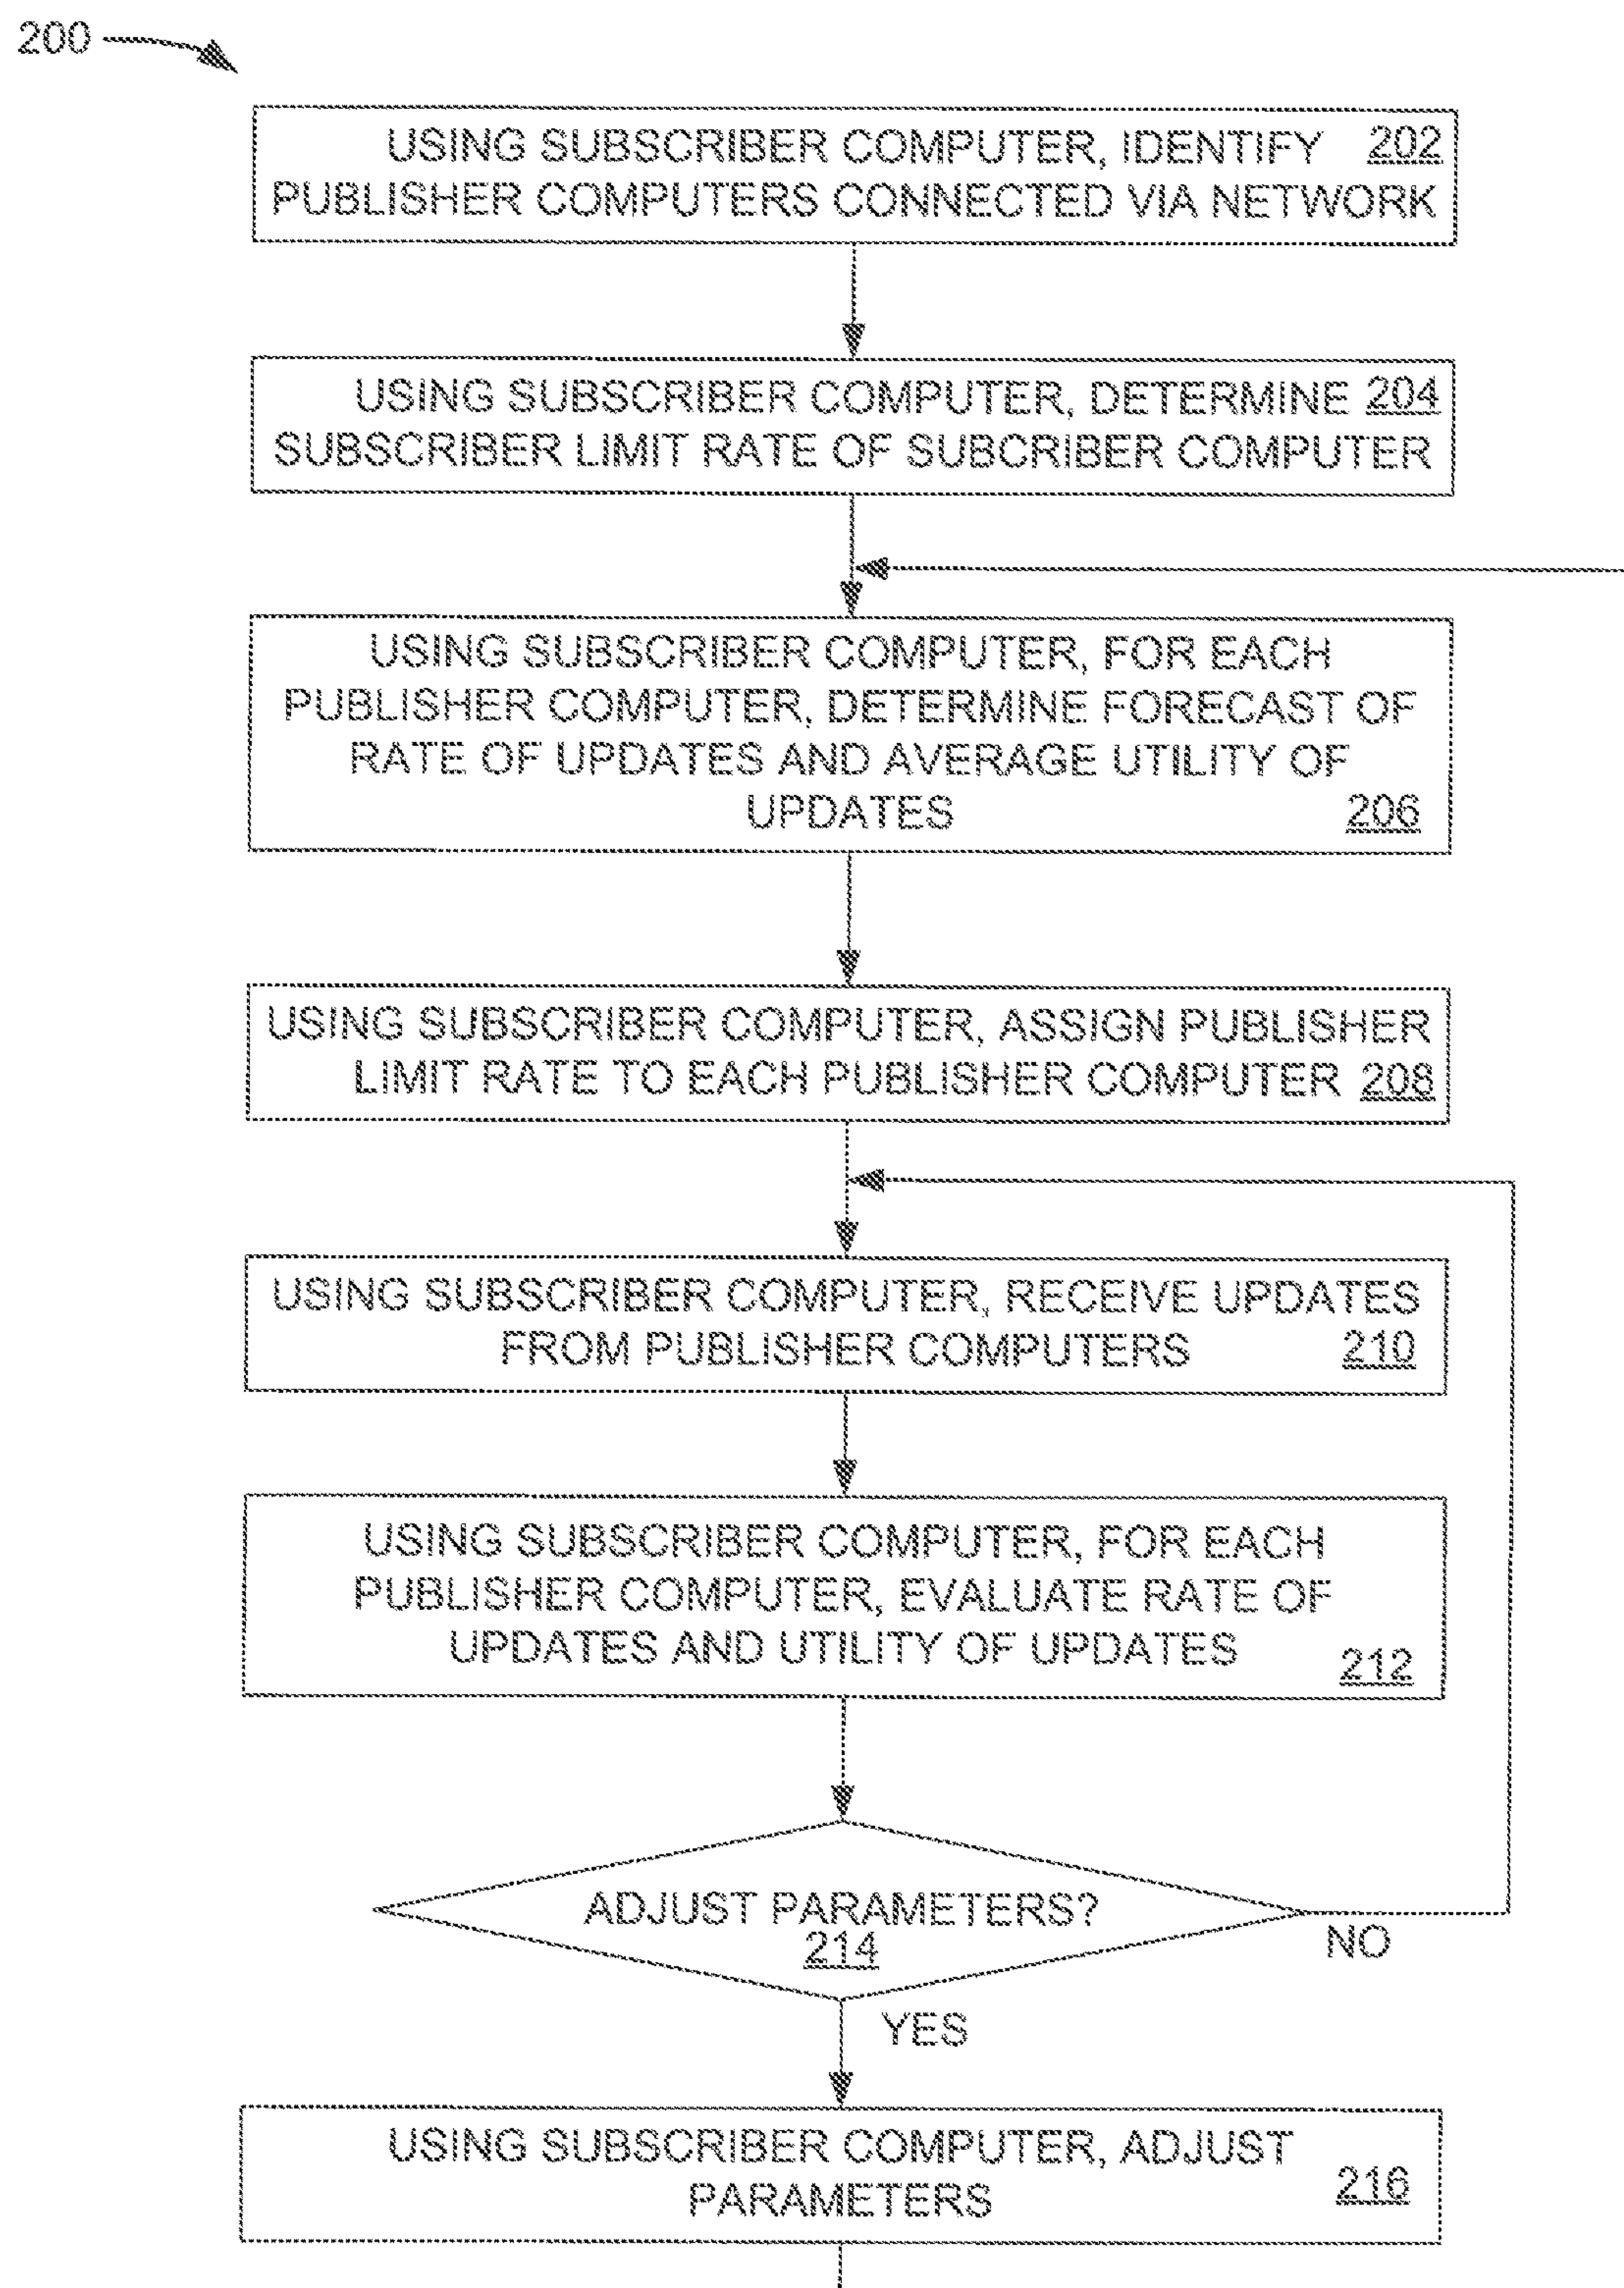 200
USING SUBSCRIBER COMPUTER, IDENTIFY 202
PUBLISHER COMPUTERS CONNECTED VIA NETWORK
USING SUBSCRIBER COMPUTER, DETERMINE 204
SUBSCRIBER LIMIT RATE OF SUBCRIBER COMPUTER
USING SUBSCRIBER COMPUTER, FOR EACH
PUBLISHER COMPUTER, DETERMINE FORECAST OF
RATE OF UPDATES AND AVERAGE UTILITY OF
UPDATES 206
USING SUBSCRIBER COMPUTER, ASSIGN PUBLISHER
LIMIT RATE TO EACH PUBLISHER COMPUTER 208
USING SUBSCRIBER COMPUTER, RECEIVE UPDATES
FROM PUBLISHER COMPUTERS 210
USING SUBSCRIBER COMPUTER, FOR EACH
PUBLISHER COMPUTER, EVALUATE RATE OF
UPDATES AND UTILITY OF UPDATES 212
ADJUST PARAMETERS?
214
NO
YES
USING SUBSCRIBER COMPUTER, ADJUST
PARAMETERS 216